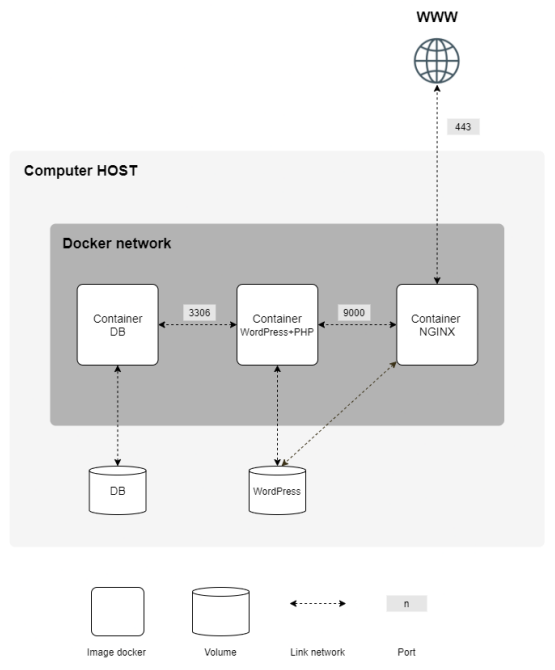 WWW
443
Computer HOST
Docker network
Container
DB
3306
Container
WordPress+PHP
9000
Container
NGINX
DB
WordPress
n
Image docker
Volume
Link network
Port